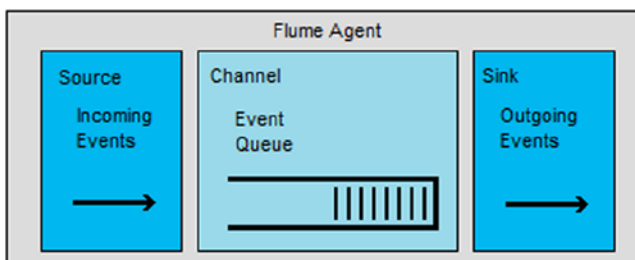 Flume Agent
Source
Incoming
Events
Channel
Event
Queue
Sink
Outgoing
Events